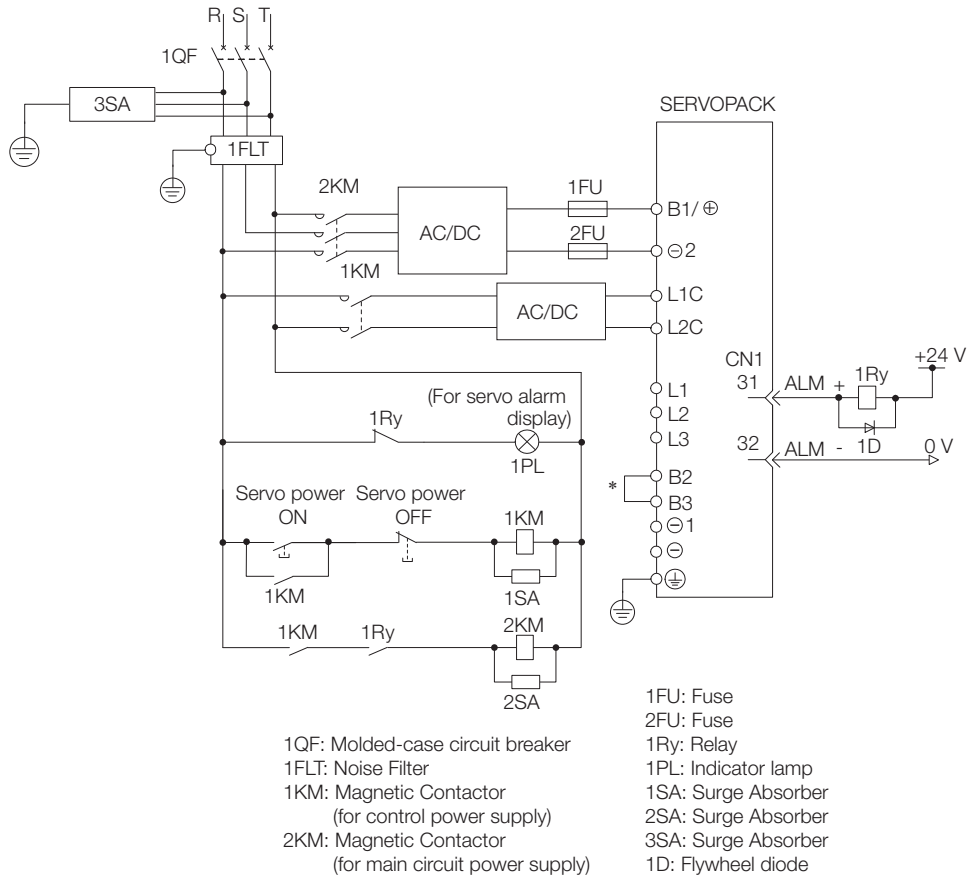 R S T
1QF
3SA
1FLT
SERVOPACK
2KM
1FU
AC/DC
B1/ ⊕
2FU
⊖ 2
1KM
L1C
AC/DC
L2C
CN1
+24 V
31
ALM +
1Ry
L1
(For servo alarm
display)
1Ry
L2
1PL
L3
32
ALM -
1D
0 V
B2
*
B3
Servo power
ON
Servo power
OFF
1KM
⊖ 1
⊖
1KM
1SA
1KM
1Ry
2KM
2SA
1QF: Molded-case circuit breaker
1FLT: Noise Filter
1KM: Magnetic Contactor
(for control power supply)
2KM: Magnetic Contactor
(for main circuit power supply)
1FU: Fuse
2FU: Fuse
1Ry: Relay
1PL: Indicator lamp
1SA: Surge Absorber
2SA: Surge Absorber
3SA: Surge Absorber
1D: Flywheel diode